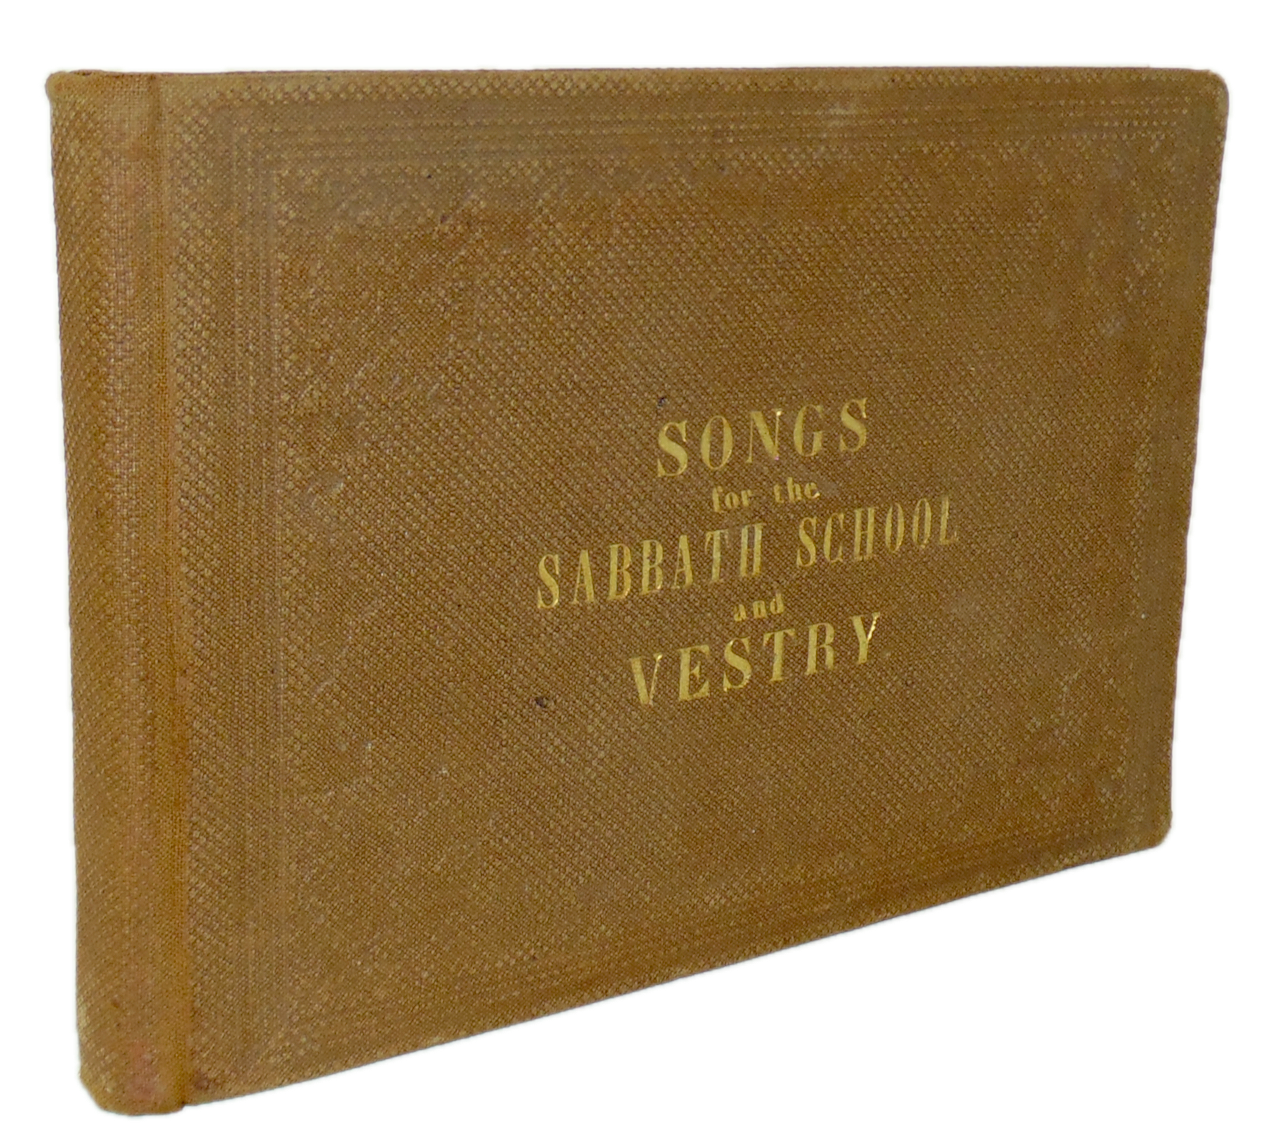 SONGS
for the
SABBATH SCHOOL
and
VESTRY